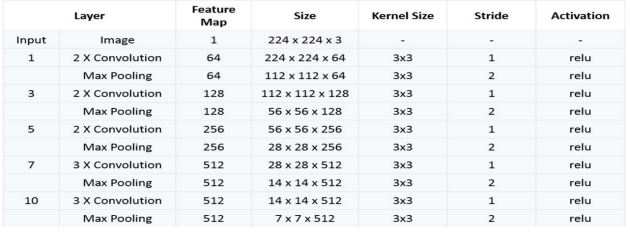 Layer Feature Map Size Kernel Size Stride Activation
Input Image 1 224 x 224 x 3 - - -
1 2 X Convolution 64 224 x 224 x 64 3x3 1 relu
Max Pooling 64 112 x 112 x 64 3x3 2 relu
3 2 X Convolution 128 112 x 112 x 128 3x3 1 relu
Max Pooling 128 56 x 56 x 128 3x3 2 relu
5 2 X Convolution 256 56 x 56 x 256 3x3 1 relu
Max Pooling 256 28 x 28 x 256 3x3 2 relu
7 3 X Convolution 512 28 x 28 x 512 3x3 1 relu
Max Pooling 512 14 x 14 x 512 3x3 2 relu
10 3 X Convolution 512 14 x 14 x 512 3x3 1 relu
Max Pooling 512 7 x 7 x 512 3x3 2 relu